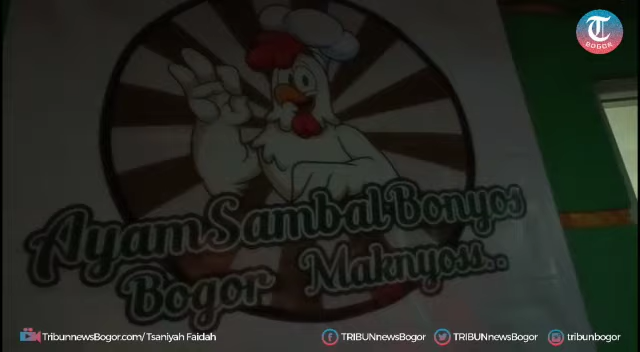 T
BOGOR
AyamSambalBonyos
Bogor Maknyoss..
TribunnewsBogor.com/ Tsaniyah Faidah
TRIBUNnewsBogor
TRIBUNnewsBogor
tribunbogor